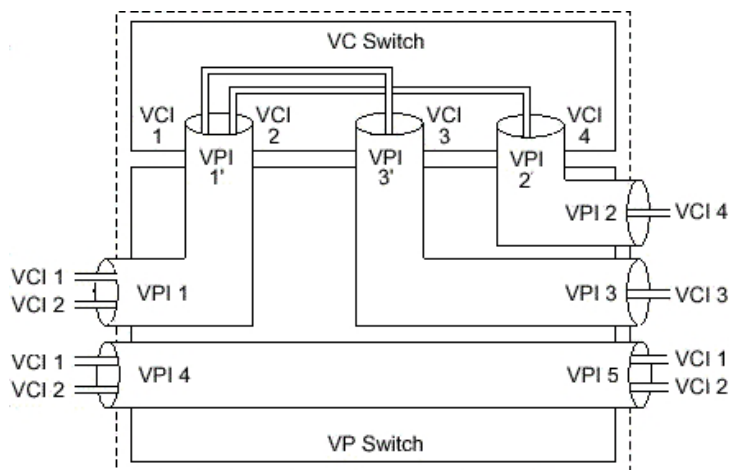 VC Switch
VCI 1
VCI 2
VCI 3
VCI 4
VPI 1'
VPI 3'
VPI 2'
VPI 2
VCI 4
VCI 1
VCI 2
VPI 1
VPI 3
VCI 3
VCI 1
VCI 2
VPI 4
VPI 5
VCI 1
VCI 2
VP Switch